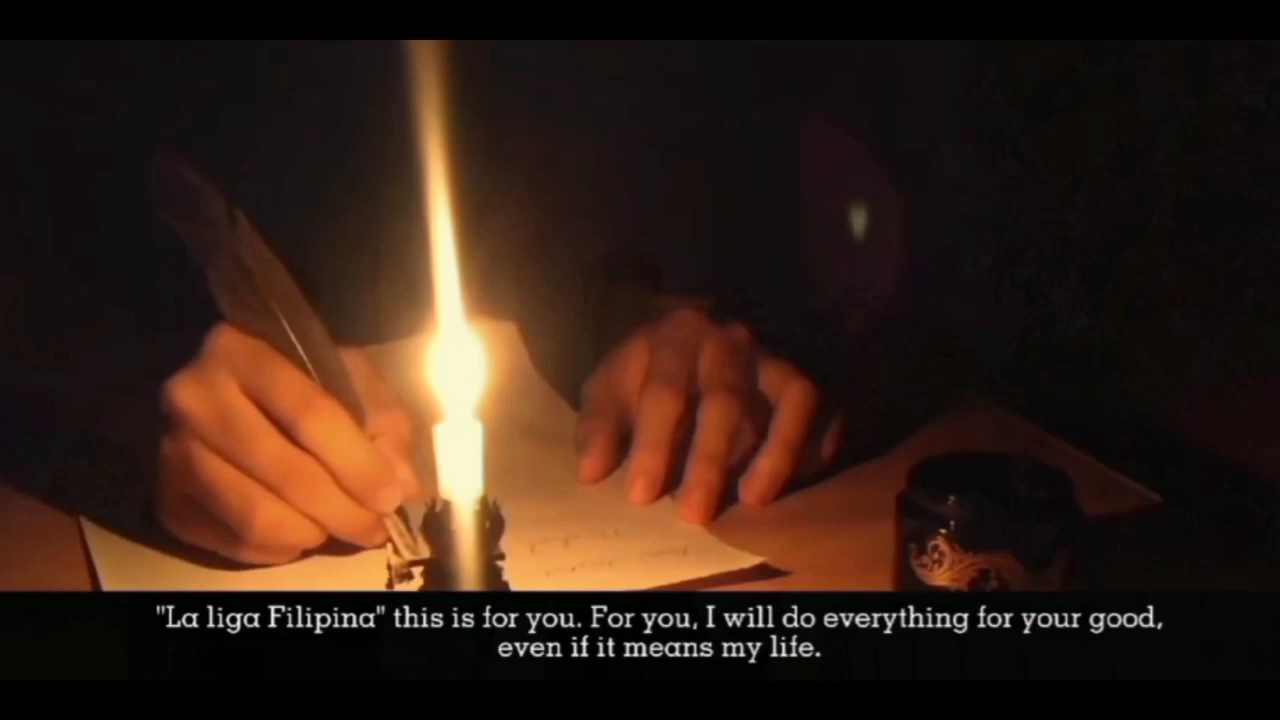 "La liga Filipina" this is for you. For you, I will do everything for your good,
even if it means my life.